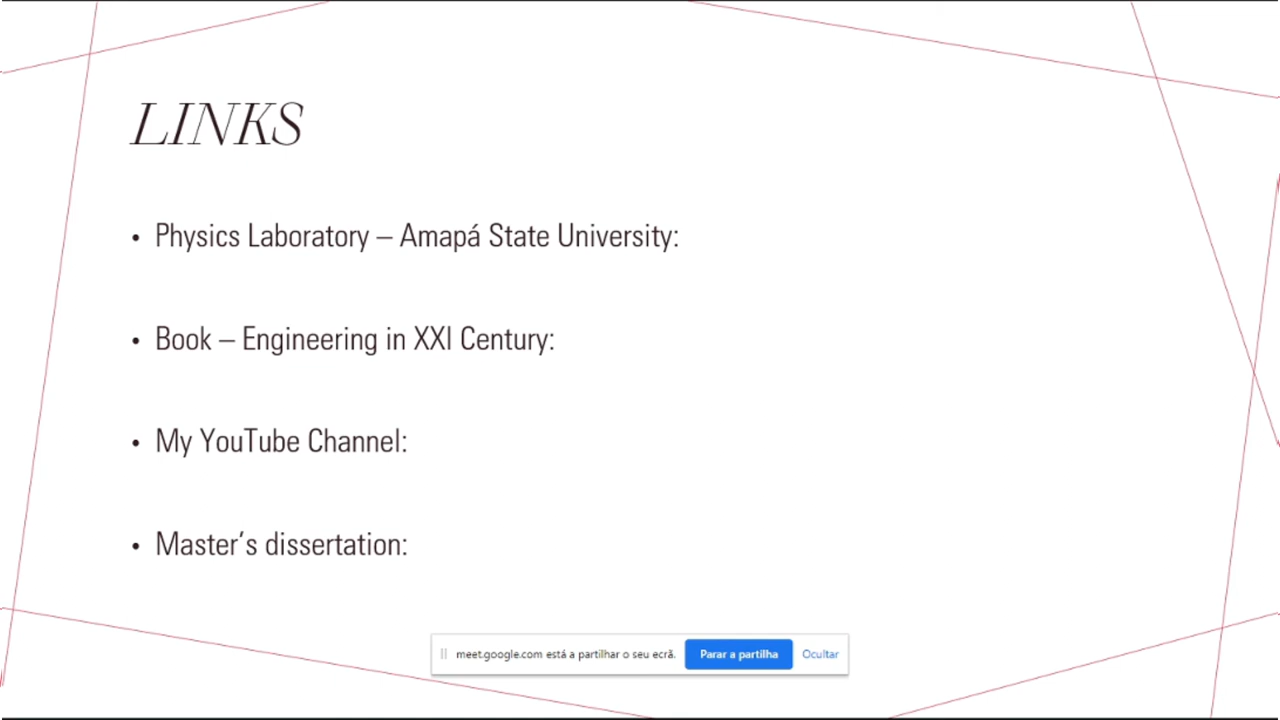 LINKS
• Physics Laboratory – Amapá State University:
• Book – Engineering in XXI Century:
• My YouTube Channel:
• Master’s dissertation:
meet.google.com está a partilhar o seu ecrã. Parar a partilha Ocultar